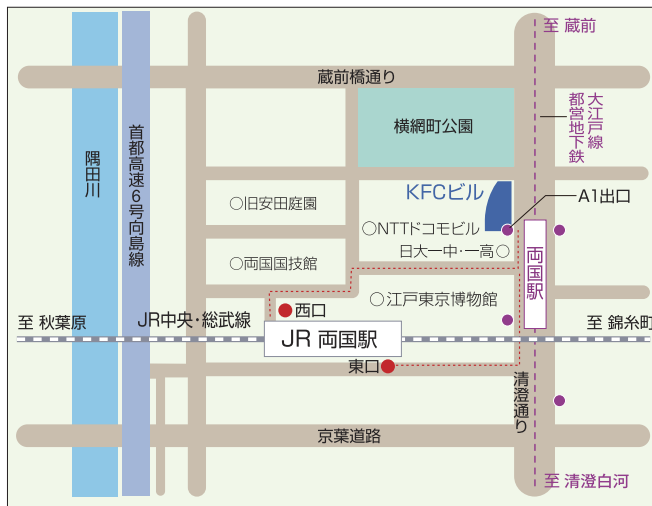 至 蔵前
蔵前橋通り
大江戸線
都営地下鉄
横網町公園
首都高速6号向島線
隅田川
KFCビル
A1出口
○旧安田庭園
○NTTドコモビル
日大一中・一高○
両国駅
○両国国技館
○江戸東京博物館
西口
至 秋葉原
JR中央・総武線
至 錦糸町
JR 両国駅
東口
清澄通り
京葉道路
至 清澄白河